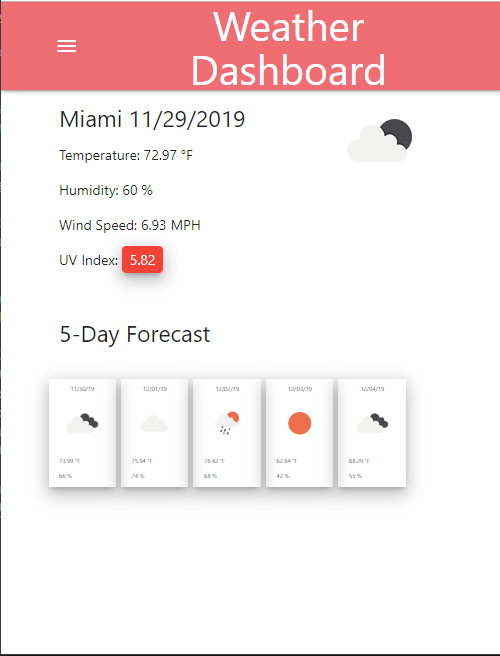 Weather
Dashboard
Miami 11/29/2019
Temperature: 72.97 °F
Humidity: 60 %
Wind Speed: 6.93 MPH
UV Index: 5.82
5-Day Forecast
11/30/19 12/01/19 12/02/19 12/03/19 12/04/19
73.99 °F 75.94 °F 76.42 °F 62.64 °F 68.29 °F
66 % 74 % 68 % 42 % 55 %